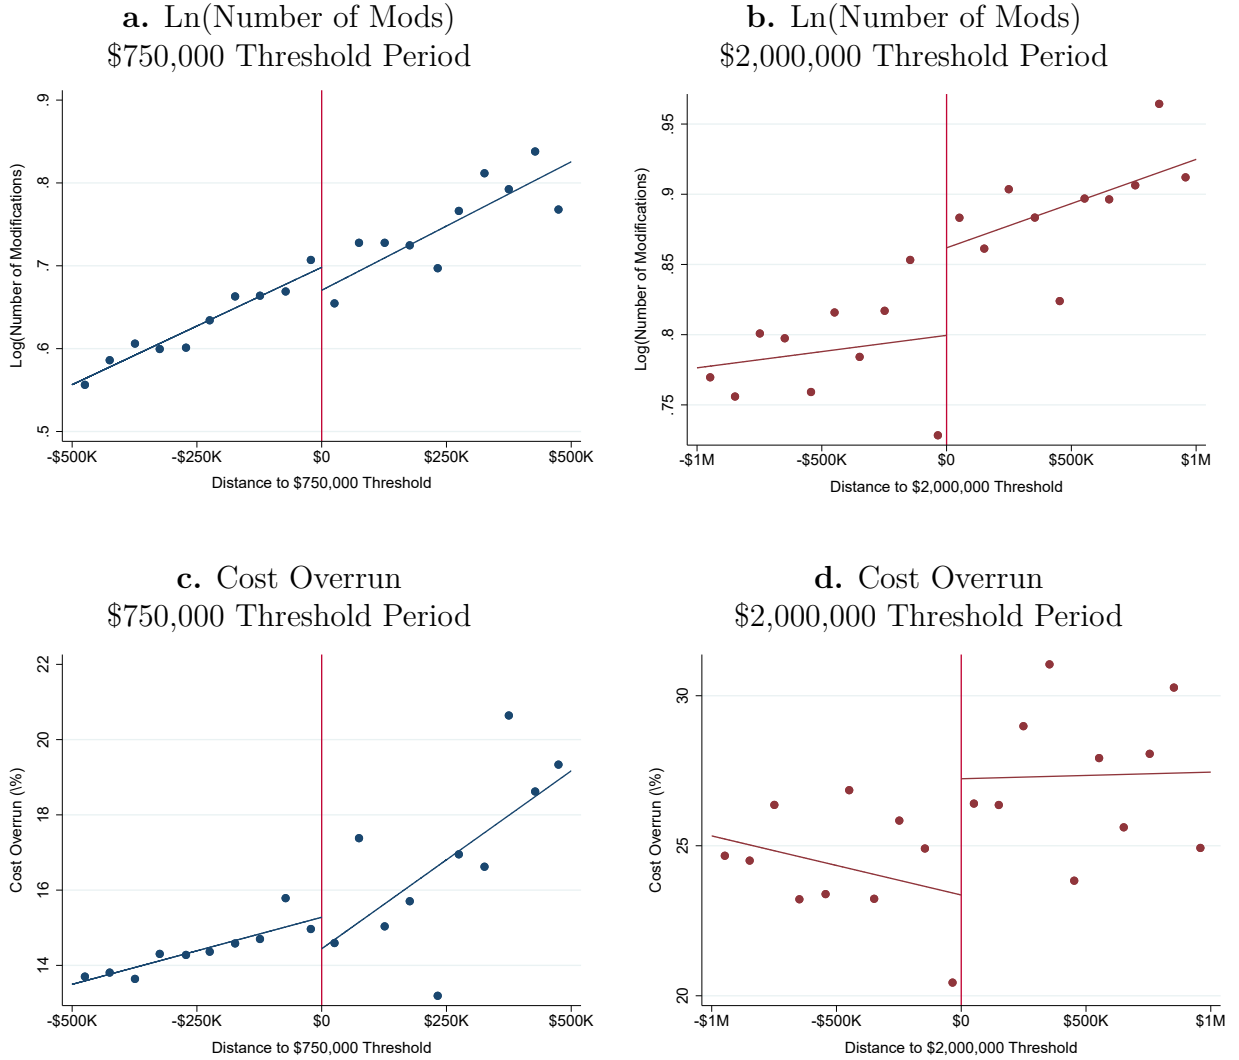 a. Ln(Number of Mods)
$750,000 Threshold Period
.9
.8
.7
.6
.5
Log(Number of Modifications)
-$500K -$250K $0 $250K $500K
Distance to $750,000 Threshold
b. Ln(Number of Mods)
$2,000,000 Threshold Period
.95
.9
.85
.8
.75
Log(Number of Modifications)
-$1M -$500K $0 $500K $1M
Distance to $2,000,000 Threshold
c. Cost Overrun
$750,000 Threshold Period
22
20
18
16
14
Cost Overrun (\%)
-$500K -$250K $0 $250K $500K
Distance to $750,000 Threshold
d. Cost Overrun
$2,000,000 Threshold Period
30
25
20
Cost Overrun (\%)
-$1M -$500K $0 $500K $1M
Distance to $2,000,000 Threshold